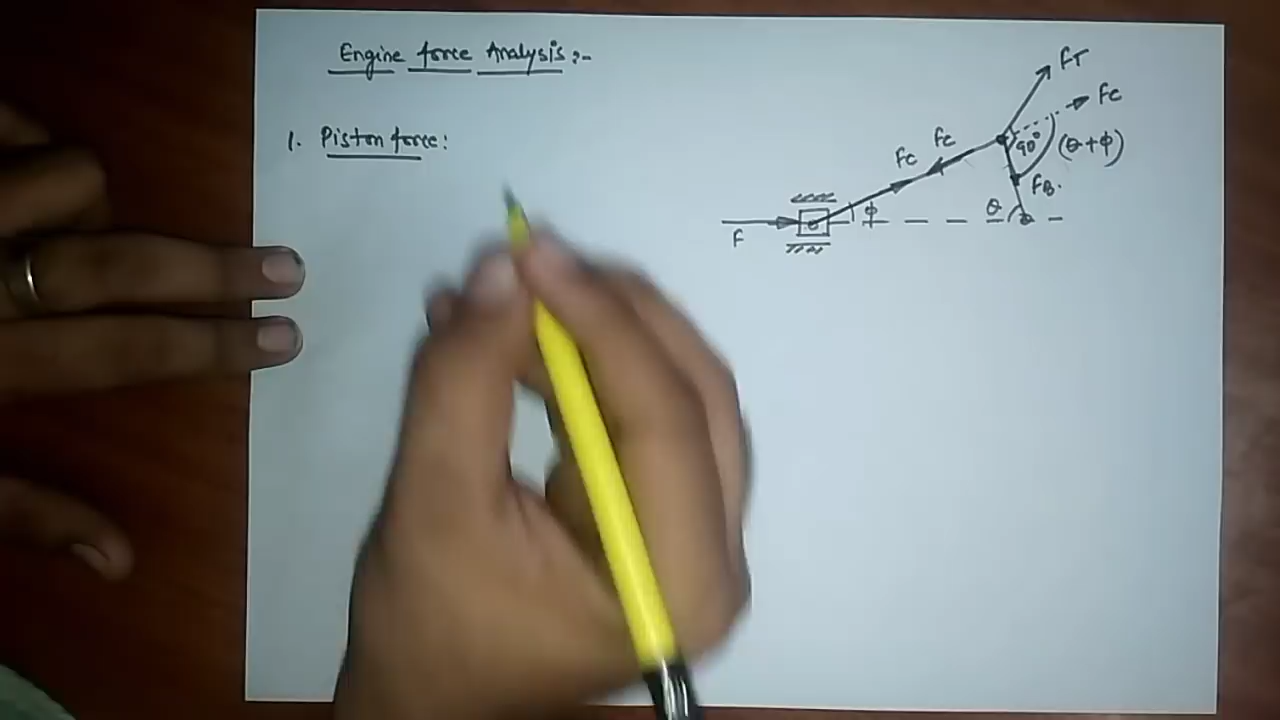 Engine force Analysis:-
1. Piston force:
FT
Fc
Fc
Fc
90°
(θ+φ)
FB.
θ
φ
F